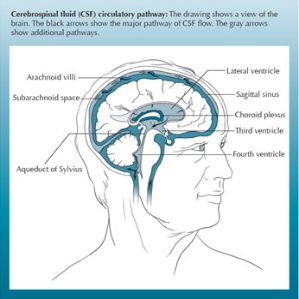 Cerebrospinal fluid (CSF) circulatory pathway: The drawing shows a view of the
brain. The black arrows show the major pathway of CSF flow. The gray arrows
show additional pathways.
Lateral ventricle
Arachnoid villi
Sagittal sinus
Subarachnoid space
Choroid plexus
Third ventricle
Fourth ventricle
Aqueduct of Sylvius